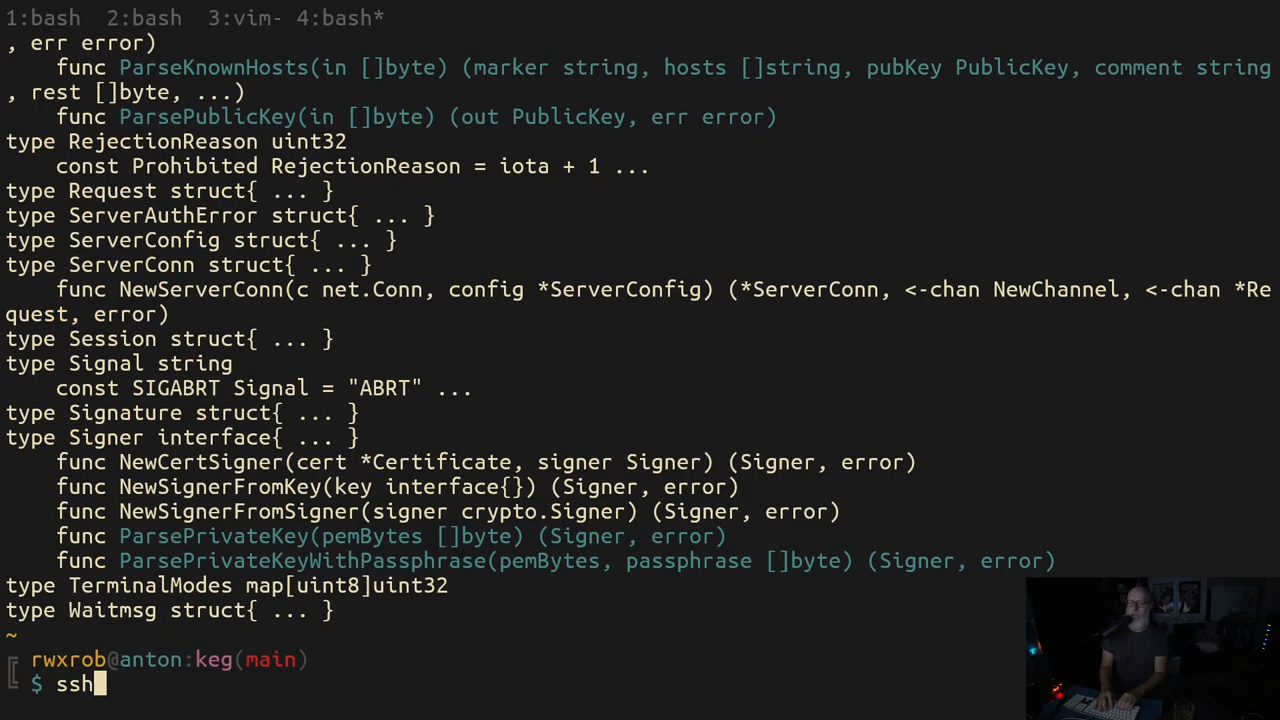 1:bash  2:bash  3:vim- 4:bash*
, err error)
    func ParseKnownHosts(in []byte) (marker string, hosts []string, pubKey PublicKey, comment string
, rest []byte, ...)
    func ParsePublicKey(in []byte) (out PublicKey, err error)
type RejectionReason uint32
    const Prohibited RejectionReason = iota + 1 ...
type Request struct{ ... }
type ServerAuthError struct{ ... }
type ServerConfig struct{ ... }
type ServerConn struct{ ... }
    func NewServerConn(c net.Conn, config *ServerConfig) (*ServerConn, <-chan NewChannel, <-chan *Re
quest, error)
type Session struct{ ... }
type Signal string
    const SIGABRT Signal = "ABRT" ...
type Signature struct{ ... }
type Signer interface{ ... }
    func NewCertSigner(cert *Certificate, signer Signer) (Signer, error)
    func NewSignerFromKey(key interface{}) (Signer, error)
    func NewSignerFromSigner(signer crypto.Signer) (Signer, error)
    func ParsePrivateKey(pemBytes []byte) (Signer, error)
    func ParsePrivateKeyWithPassphrase(pemBytes, passphrase []byte) (Signer, error)
type TerminalModes map[uint8]uint32
type Waitmsg struct{ ... }
~
╔ rwxrob@anton:keg(main)
╚ $ ssh